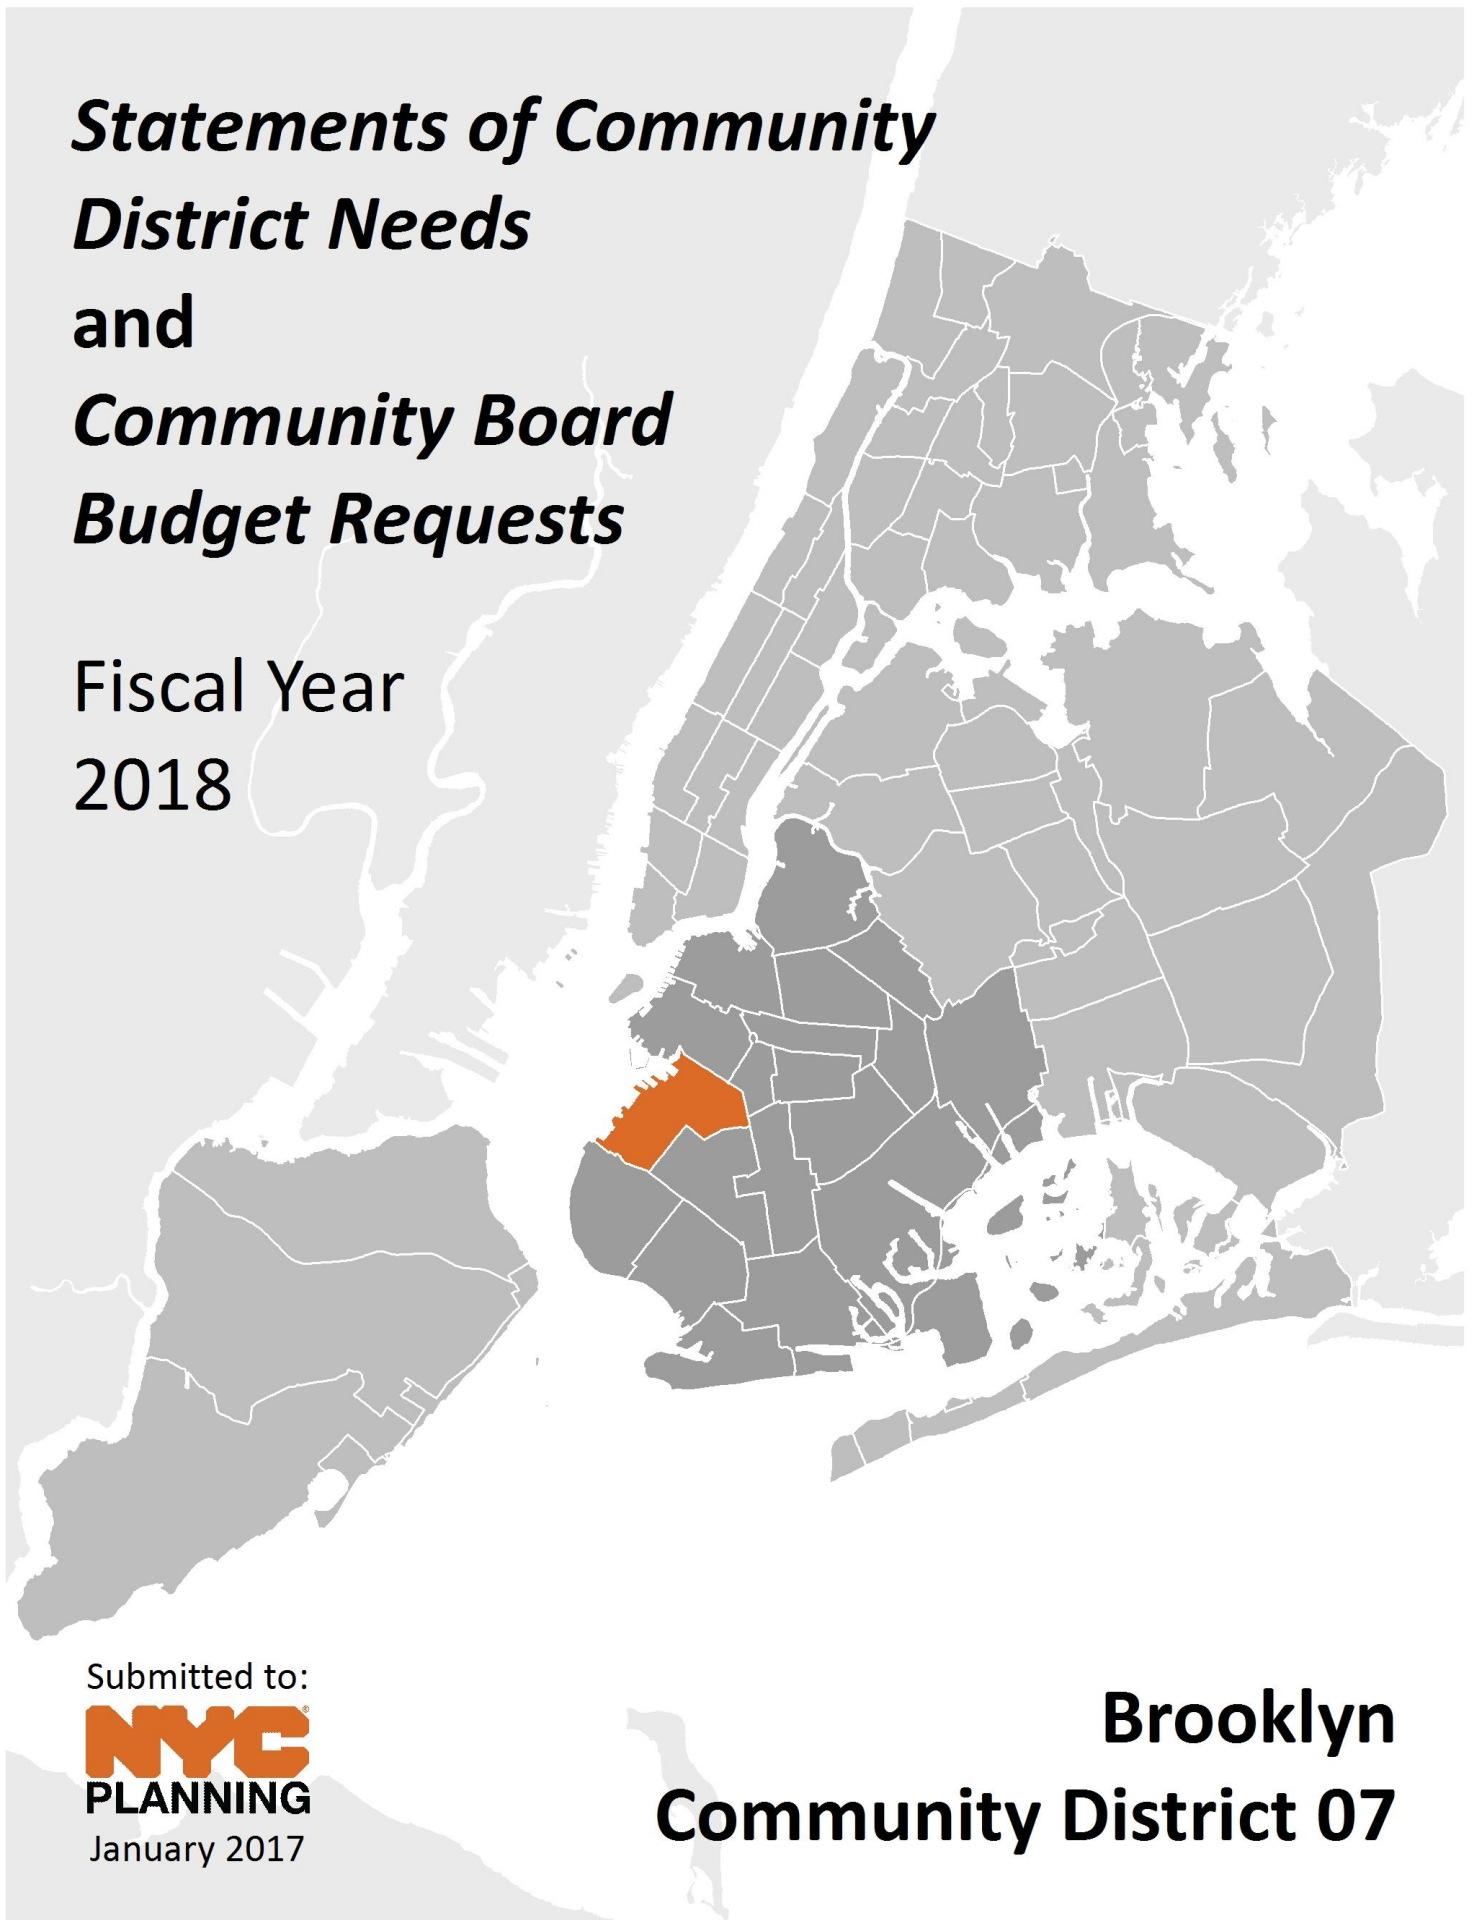 Statements of Community
District Needs
and
Community Board
Budget Requests
Fiscal Year
2018
Submitted to:
NYC®
PLANNING
January 2017
Brooklyn
Community District 07